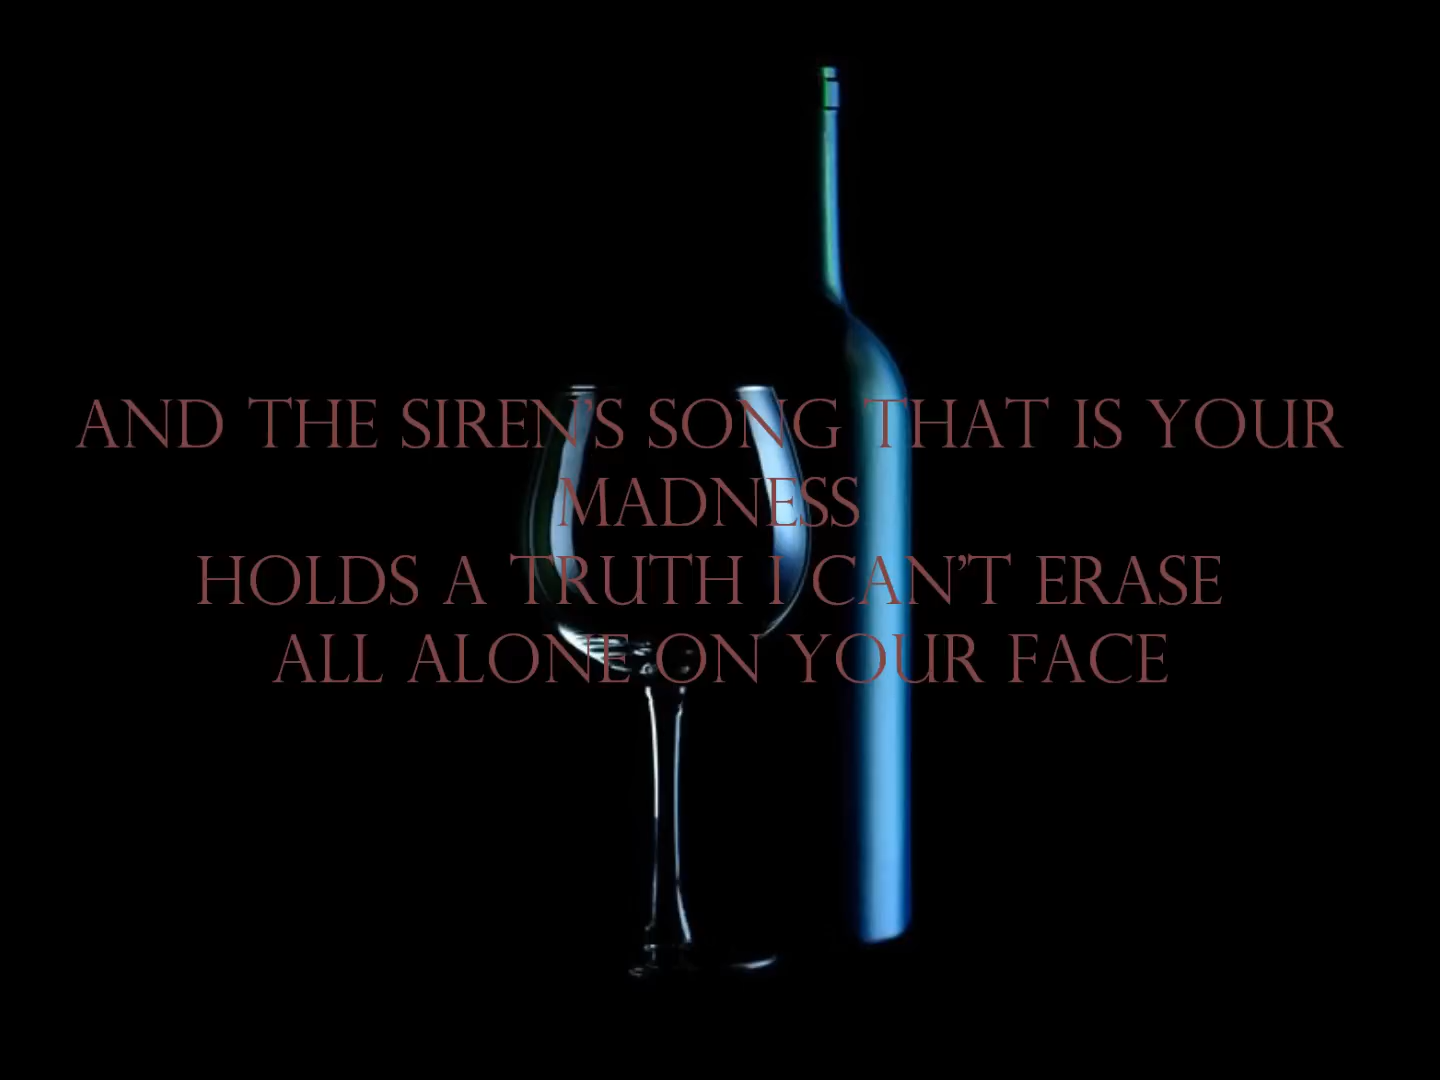 AND THE SIREN'S SONG THAT IS YOUR
MADNESS
HOLDS A TRUTH I CAN'T ERASE
ALL ALONE ON YOUR FACE